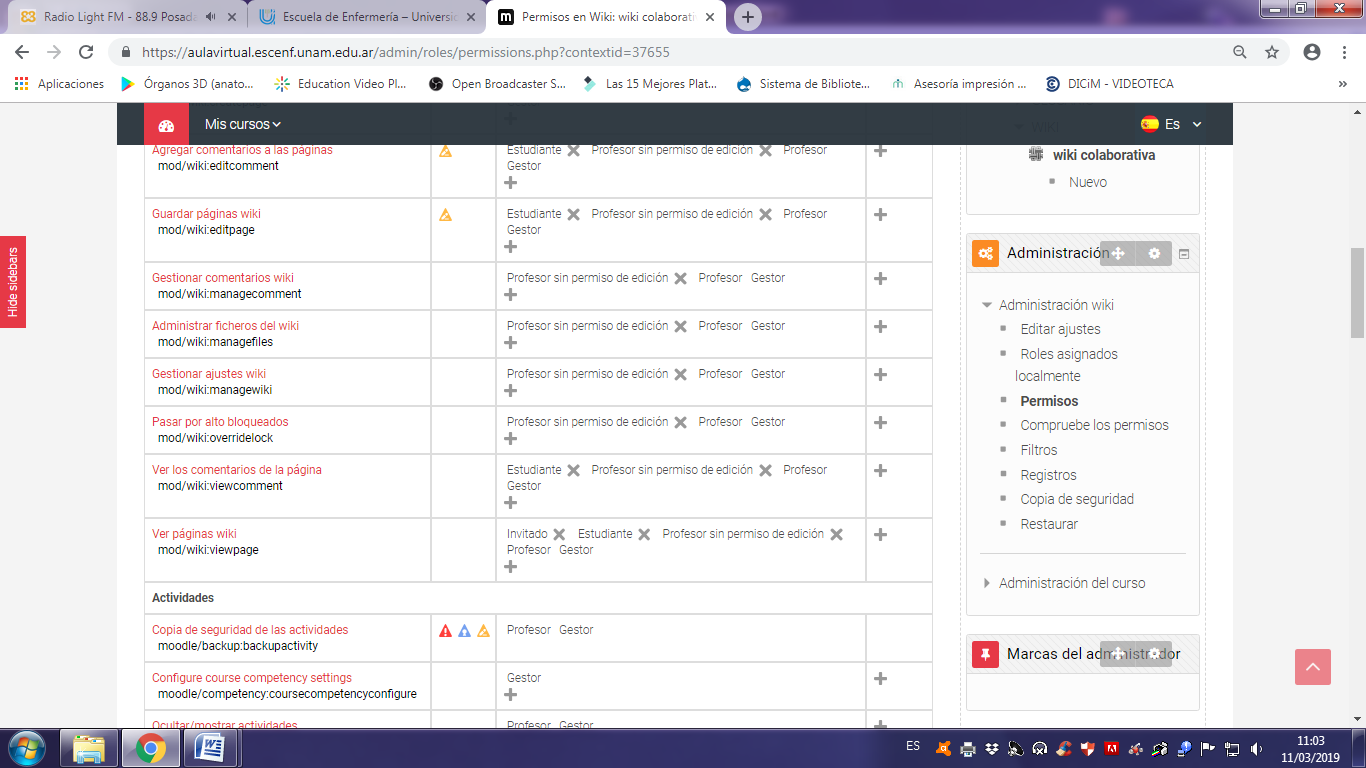 Radio Light FM - 88.9 Posada
Escuela de Enfermería – Universid
Permisos en Wiki: wiki colaborati
https://aulavirtual.escenf.unam.edu.ar/admin/roles/permissions.php?contextid=37655
Aplicaciones
Órganos 3D (anato...
Education Video Pl...
Open Broadcaster S...
Las 15 Mejores Plat...
Sistema de Bibliote...
Asesoría impresión ...
DICiM - VIDEOTECA
»
Mis cursos
Es
Hide sidebars
Agregar comentarios a las páginas
mod/wiki:editcomment
Estudiante Profesor sin permiso de edición Profesor
Gestor
Guardar páginas wiki
mod/wiki:editpage
Estudiante Profesor sin permiso de edición Profesor
Gestor
Gestionar comentarios wiki
mod/wiki:managecomment
Profesor sin permiso de edición Profesor Gestor
Administrar ficheros del wiki
mod/wiki:managefiles
Profesor sin permiso de edición Profesor Gestor
Gestionar ajustes wiki
mod/wiki:managewiki
Profesor sin permiso de edición Profesor Gestor
Pasar por alto bloqueados
mod/wiki:overridelock
Profesor sin permiso de edición Profesor Gestor
Ver los comentarios de la página
mod/wiki:viewcomment
Estudiante Profesor sin permiso de edición Profesor
Gestor
Ver páginas wiki
mod/wiki:viewpage
Invitado Estudiante Profesor sin permiso de edición
Profesor Gestor
Actividades
Copia de seguridad de las actividades
moodle/backup:backupactivity
Profesor Gestor
Configure course competency settings
moodle/competency:coursecompetencyconfigure
Gestor
Ocultar/mostrar actividades
Profesor Gestor
wiki colaborativa
Nuevo
Administración
Administración wiki
Editar ajustes
Roles asignados
localmente
Permisos
Compruebe los permisos
Filtros
Registros
Copia de seguridad
Restaurar
Administración del curso
Marcas del administrador
ES
11:03
11/03/2019